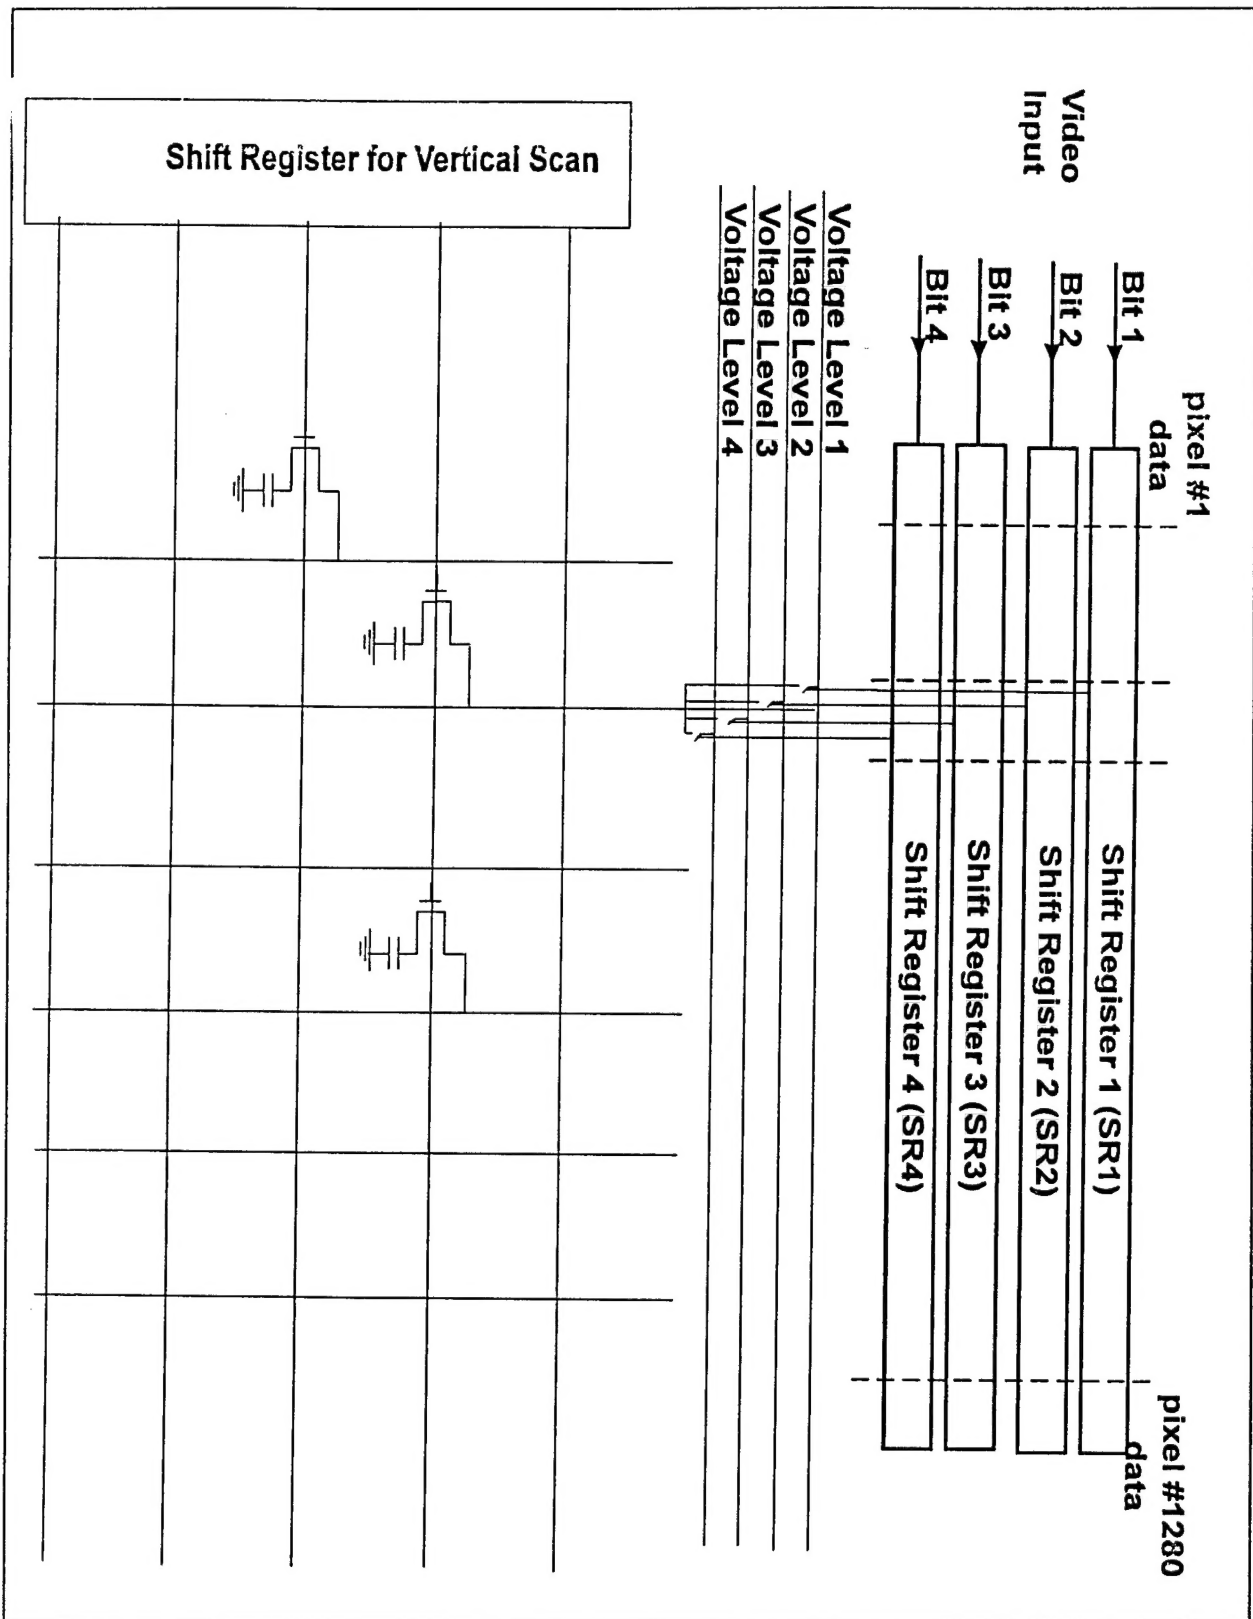 Video
Input
pixel #1
data
Bit 1
Bit 2
Bit 3
Bit 4
Shift Register 1 (SR1)
Shift Register 2 (SR2)
Shift Register 3 (SR3)
Shift Register 4 (SR4)
pixel #1280
data
Voltage Level 1
Voltage Level 2
Voltage Level 3
Voltage Level 4
Shift Register for Vertical Scan